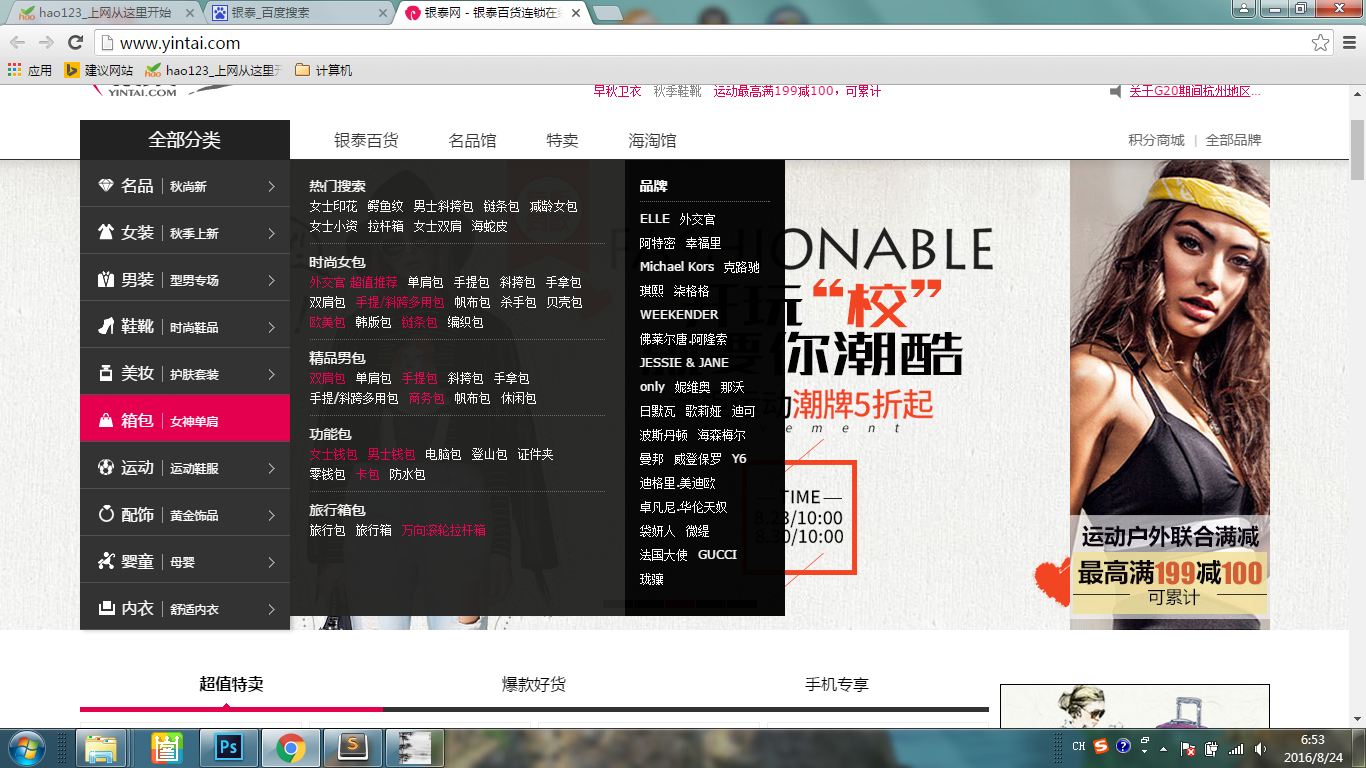 hao123_上网从这里开始
银泰_百度搜索
银泰网 - 银泰百货连锁在
www.yintai.com
应用 建议网站 hao123_上网从这里 计算机
YINTAI.COM
早秋卫衣 秋季鞋靴 运动最高满199减100，可累计
关于G20期间杭州地区...
全部分类 银泰百货 名品馆 特卖 海淘馆
积分商城 | 全部品牌
名品 | 秋尚新
女装 | 秋季上新
男装 | 型男专场
鞋靴 | 时尚鞋品
美妆 | 护肤套装
箱包 | 女神单肩
运动 | 运动鞋服
配饰 | 黄金饰品
婴童 | 母婴
内衣 | 舒适内衣
热门搜索
女士印花 鳄鱼纹 男士斜挎包 链条包 减龄女包
女士小资 拉杆箱 女士双肩 海蛇皮
时尚女包
外交官 超值推荐 单肩包 手提包 斜挎包 手拿包
双肩包 手提/斜跨多用包 帆布包 杀手包 贝壳包
欧美包 韩版包 链条包 编织包
精品男包
双肩包 单肩包 手提包 斜挎包 手拿包
手提/斜跨多用包 商务包 帆布包 休闲包
功能包
女士钱包 男士钱包 电脑包 登山包 证件夹
零钱包 卡包 防水包
旅行箱包
旅行包 旅行箱 万向滚轮拉杆箱
品牌
ELLE 外交官
阿特密 幸福里
Michael Kors 克路驰
琪熙 柒格格
WEEKENDER
佛莱尔唐.阿隆索
JESSIE & JANE
only 妮维奥 那沃
日默瓦 歌莉娅 迪可
波斯丹顿 海森梅尔
曼邦 威登保罗 Y6
迪格里.美迪欧
卓凡尼.华伦天奴
袋妍人 微缇
法国大使 GUCCI
珑骧
FASHIONABLE
玩“校”
要你潮酷
动潮牌5折起
ement
TIME
8.23/10:00
8.30/10:00
运动户外联合满减
最高满199减100
可累计
超值特卖 爆款好货 手机专享
CH
6:53
2016/8/24